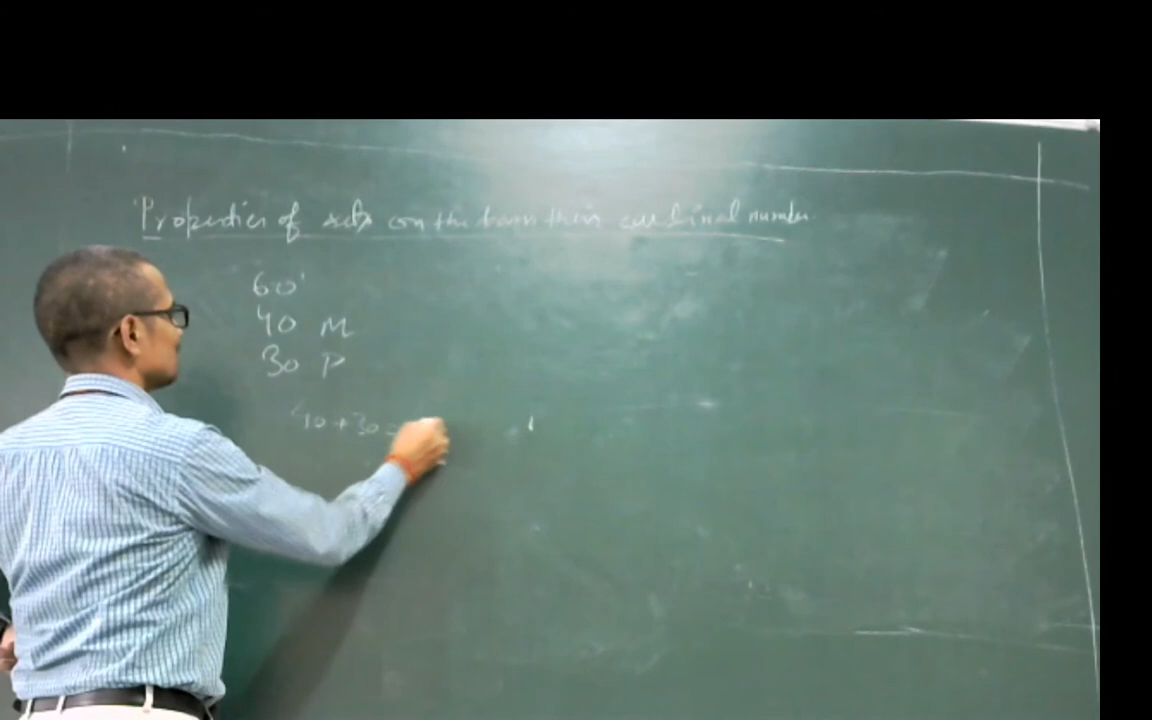 Properties of sets on the basis their cardinal number.
60
40 M
30 P
40+30=